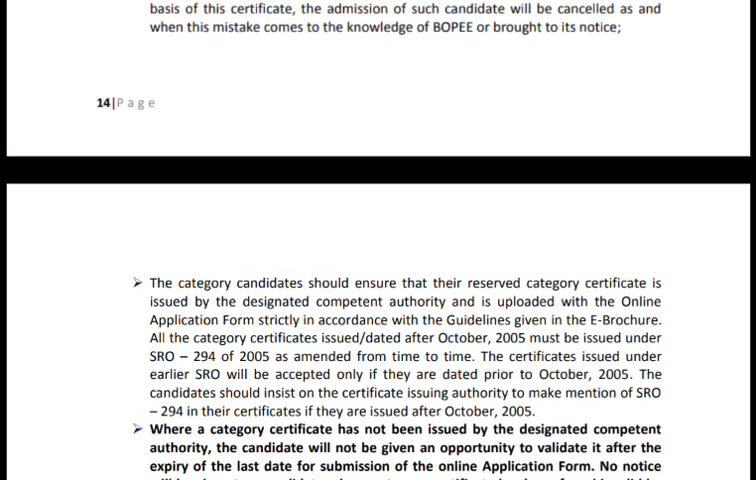 basis of this certificate, the admission of such candidate will be cancelled as and
when this mistake comes to the knowledge of BOPEE or brought to its notice;
14|P a g e
➢ The category candidates should ensure that their reserved category certificate is
issued by the designated competent authority and is uploaded with the Online
Application Form strictly in accordance with the Guidelines given in the E-Brochure.
All the category certificates issued/dated after October, 2005 must be issued under
SRO – 294 of 2005 as amended from time to time. The certificates issued under
earlier SRO will be accepted only if they are dated prior to October, 2005. The
candidates should insist on the certificate issuing authority to make mention of SRO
– 294 in their certificates if they are issued after October, 2005.
➢ Where a category certificate has not been issued by the designated competent
authority, the candidate will not be given an opportunity to validate it after the
expiry of the last date for submission of the online Application Form. No notice